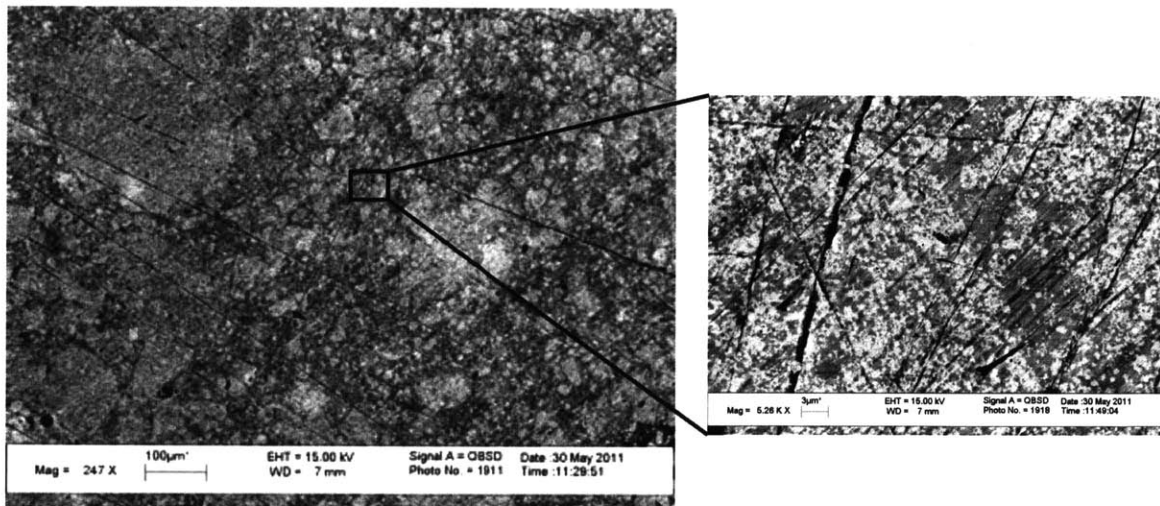 Mag = 247 X 100µm EHT = 15.00 kV WD = 7 mm Signal A = QBSD Photo No. = 1911 Date :30 May 2011 Time :11:29:51
Mag = 5.26 K X 3µm EHT = 15.00 kV WD = 7 mm Signal A = QBSD Photo No. = 1918 Date :30 May 2011 Time :11:49:04